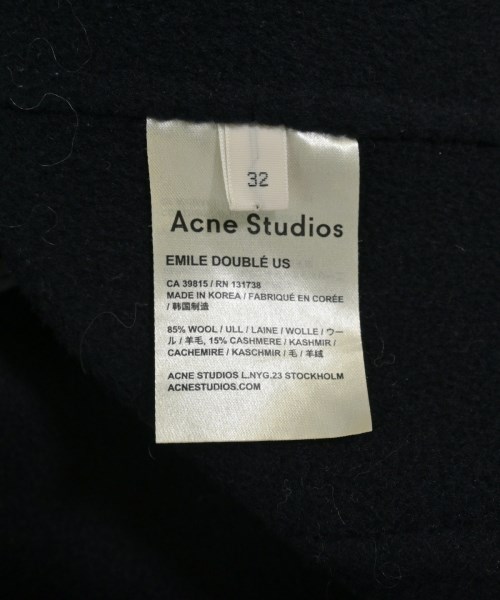 32
Acne Studios
EMILE DOUBLÉ US
CA 39815 / RN 131738
MADE IN KOREA / FABRIQUÉ EN CORÉE
/ 韩国制造
85% WOOL / ULL / LAINE / WOLLE / ウー
ル / 羊毛, 15% CASHMERE / KASHMIR /
CACHEMIRE / KASCHMIR / 毛 / 羊绒
ACNE STUDIOS L.NYG.23 STOCKHOLM
ACNESTUDIOS.COM